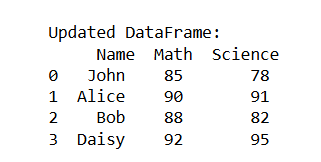 Updated DataFrame:
Name Math Science
0 John 85 78
1 Alice 90 91
2 Bob 88 82
3 Daisy 92 95